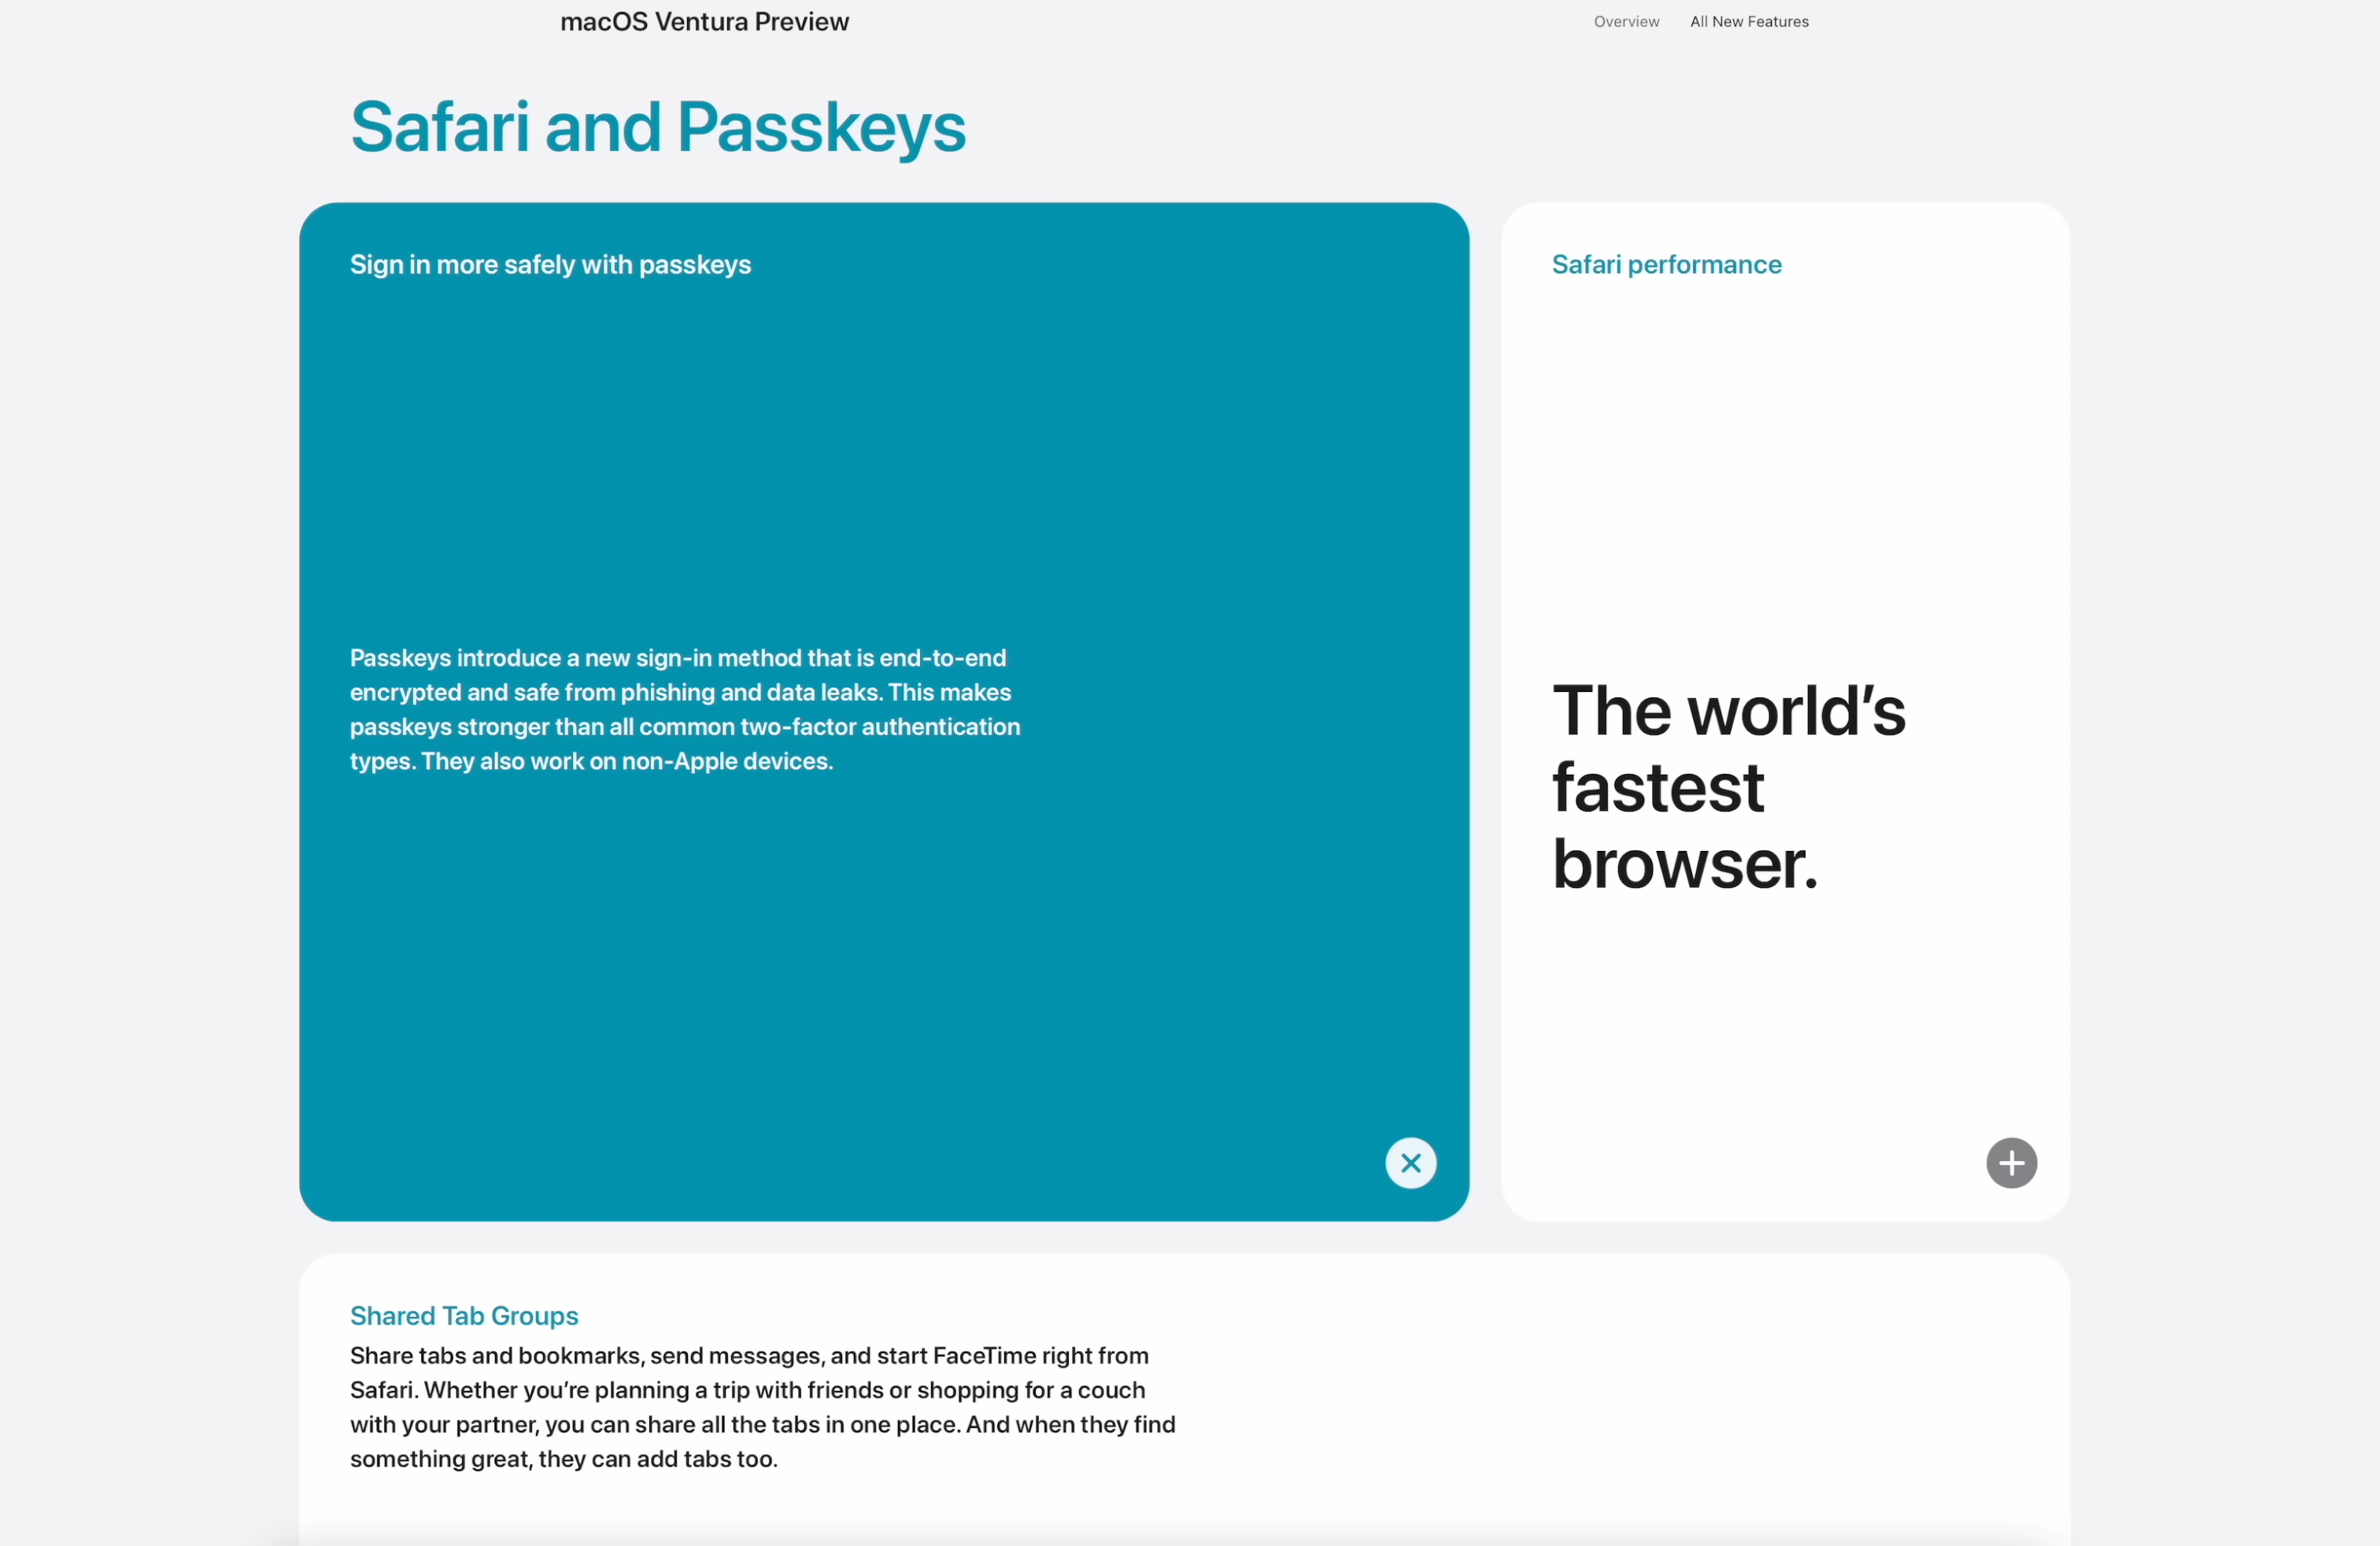 macOS Ventura Preview
Overview
All New Features
Safari and Passkeys
Sign in more safely with passkeys
Passkeys introduce a new sign-in method that is end-to-end
encrypted and safe from phishing and data leaks. This makes
passkeys stronger than all common two-factor authentication
types. They also work on non-Apple devices.
Safari performance
The world’s
fastest
browser.
Shared Tab Groups
Share tabs and bookmarks, send messages, and start FaceTime right from
Safari. Whether you’re planning a trip with friends or shopping for a couch
with your partner, you can share all the tabs in one place. And when they find
something great, they can add tabs too.